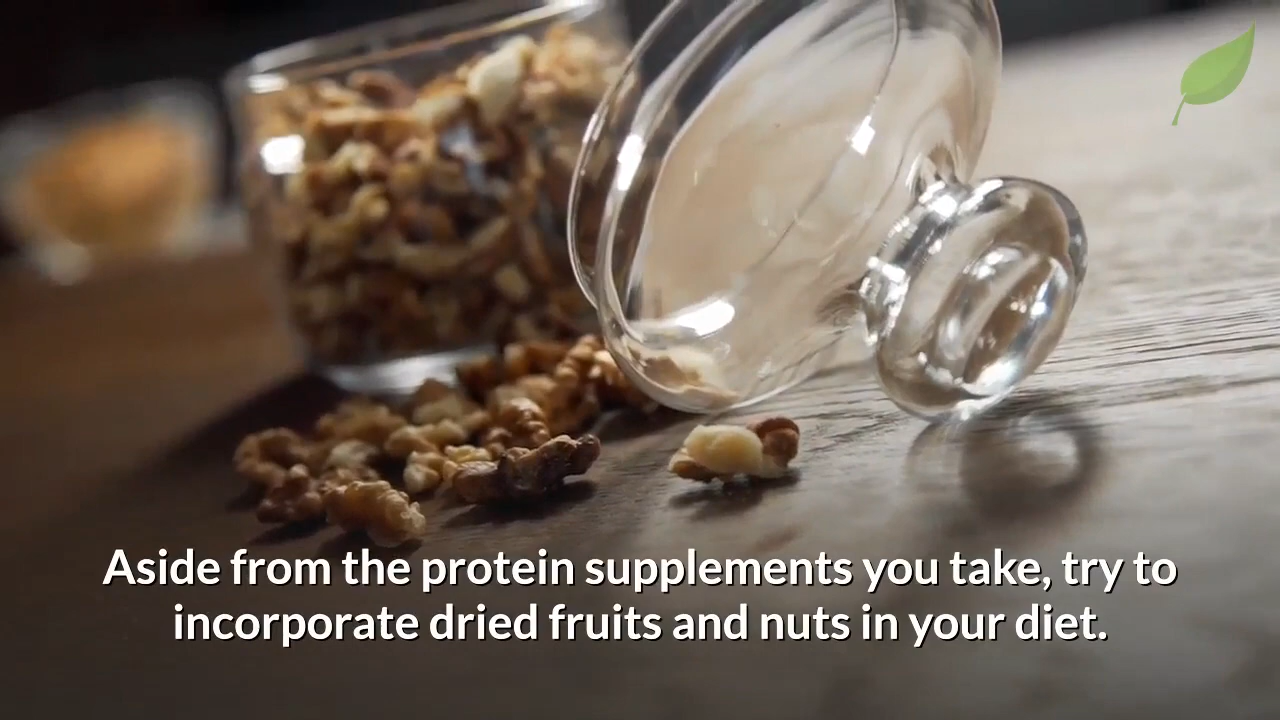 Aside from the protein supplements you take, try to
incorporate dried fruits and nuts in your diet.